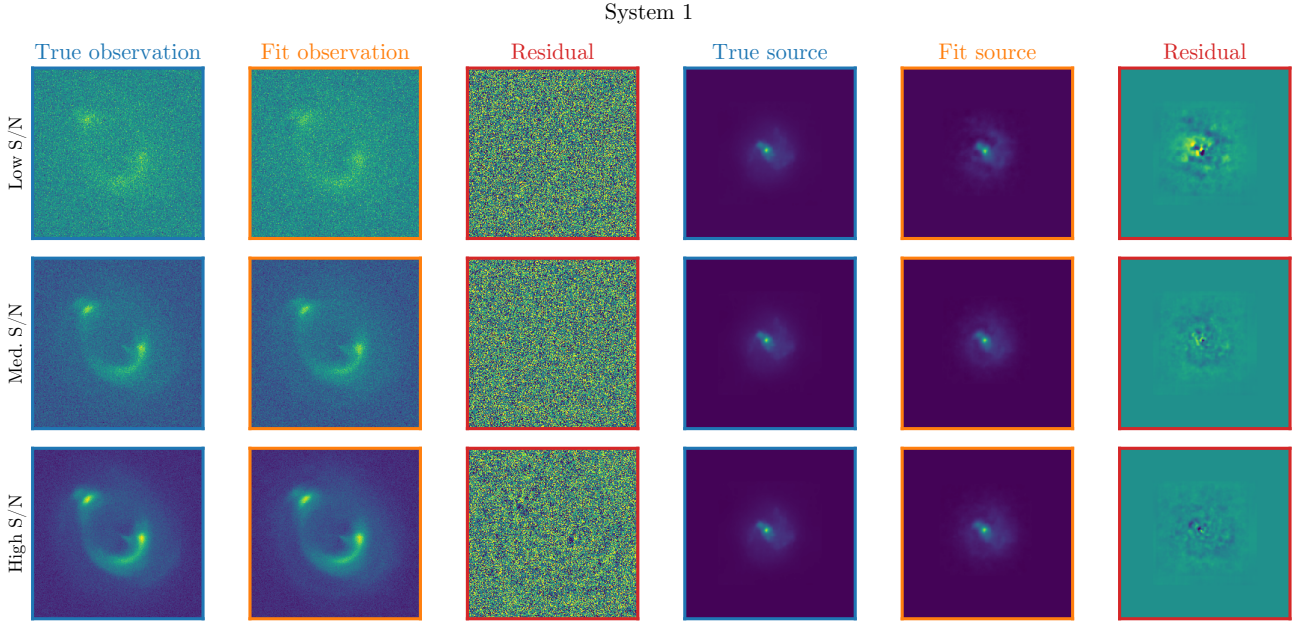 System 1
True observation
Fit observation
Residual
True source
Fit source
Residual
Low S/N
Med. S/N
High S/N